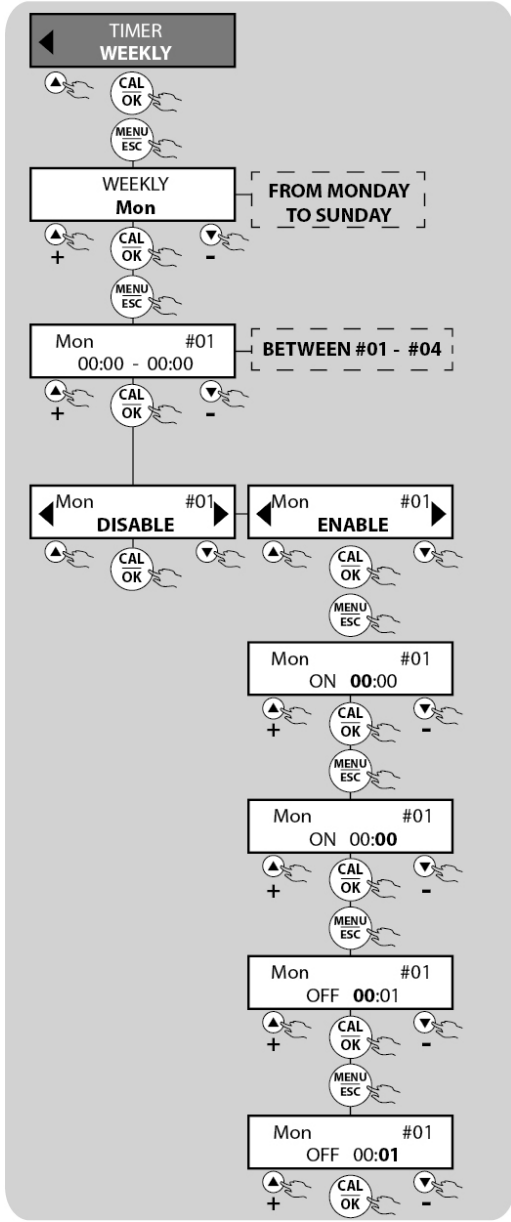 TIMER
WEEKLY
CAL
OK
MENU
ESC
WEEKLY
Mon
FROM MONDAY
TO SUNDAY
+
CAL
OK
-
MENU
ESC
Mon #01
00:00 - 00:00
BETWEEN #01 - #04
+
CAL
OK
-
Mon #01
DISABLE
Mon #01
ENABLE
CAL
OK
CAL
OK
MENU
ESC
Mon #01
ON 00:00
+
CAL
OK
-
MENU
ESC
Mon #01
ON 00:00
+
CAL
OK
-
MENU
ESC
Mon #01
OFF 00:01
+
CAL
OK
-
MENU
ESC
Mon #01
OFF 00:01
+
CAL
OK
-